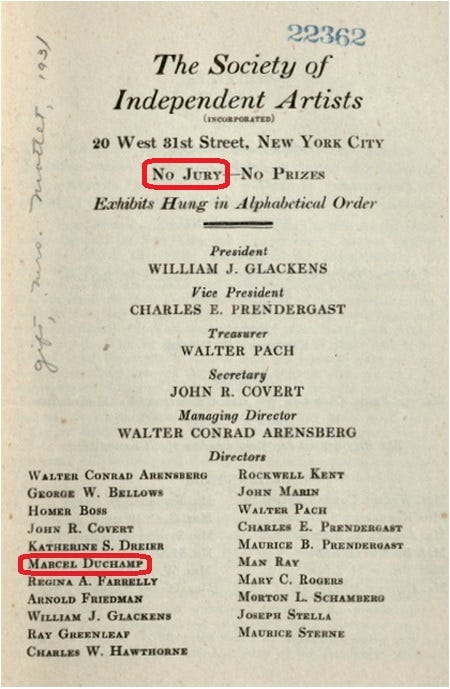 22362
The Society of
Independent Artists
(INCORPORATED)
20 WEST 31ST STREET, NEW YORK CITY
NO JURY—NO PRIZES
Exhibits Hung in Alphabetical Order
President
WILLIAM J. GLACKENS
Vice President
CHARLES E. PRENDERGAST
Treasurer
WALTER PACH
Secretary
JOHN R. COVERT
Managing Director
WALTER CONRAD ARENSBERG
Directors
WALTER CONRAD ARENSBERG
GEORGE W. BELLOWS
HOMER BOSS
JOHN R. COVERT
KATHERINE S. DREIER
MARCEL DUCHAMP
REGINA A. FARRELLY
ARNOLD FRIEDMAN
WILLIAM J. GLACKENS
RAY GREENLEAF
CHARLES W. HAWTHORNE
ROCKWELL KENT
JOHN MARIN
WALTER PACH
CHARLES E. PRENDERGAST
MAURICE B. PRENDERGAST
MAN RAY
MARY C. ROGERS
MORTON L. SCHAMBERG
JOSEPH STELLA
MAURICE STERNE
gift, Mrs. 1931